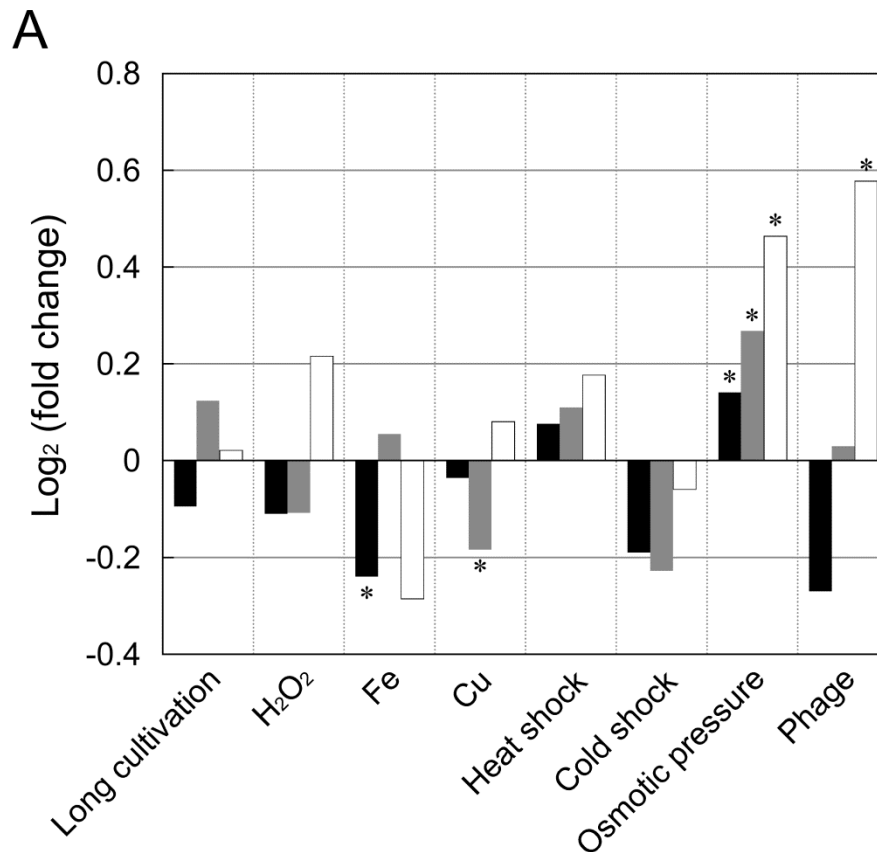 A
Log₂ (fold change)
0.8
0.6
0.4
0.2
0
-0.2
-0.4
*
*
*
*
*
*
Long cultivation
H₂O₂
Fe
Cu
Heat shock
Cold shock
Osmotic pressure
Phage